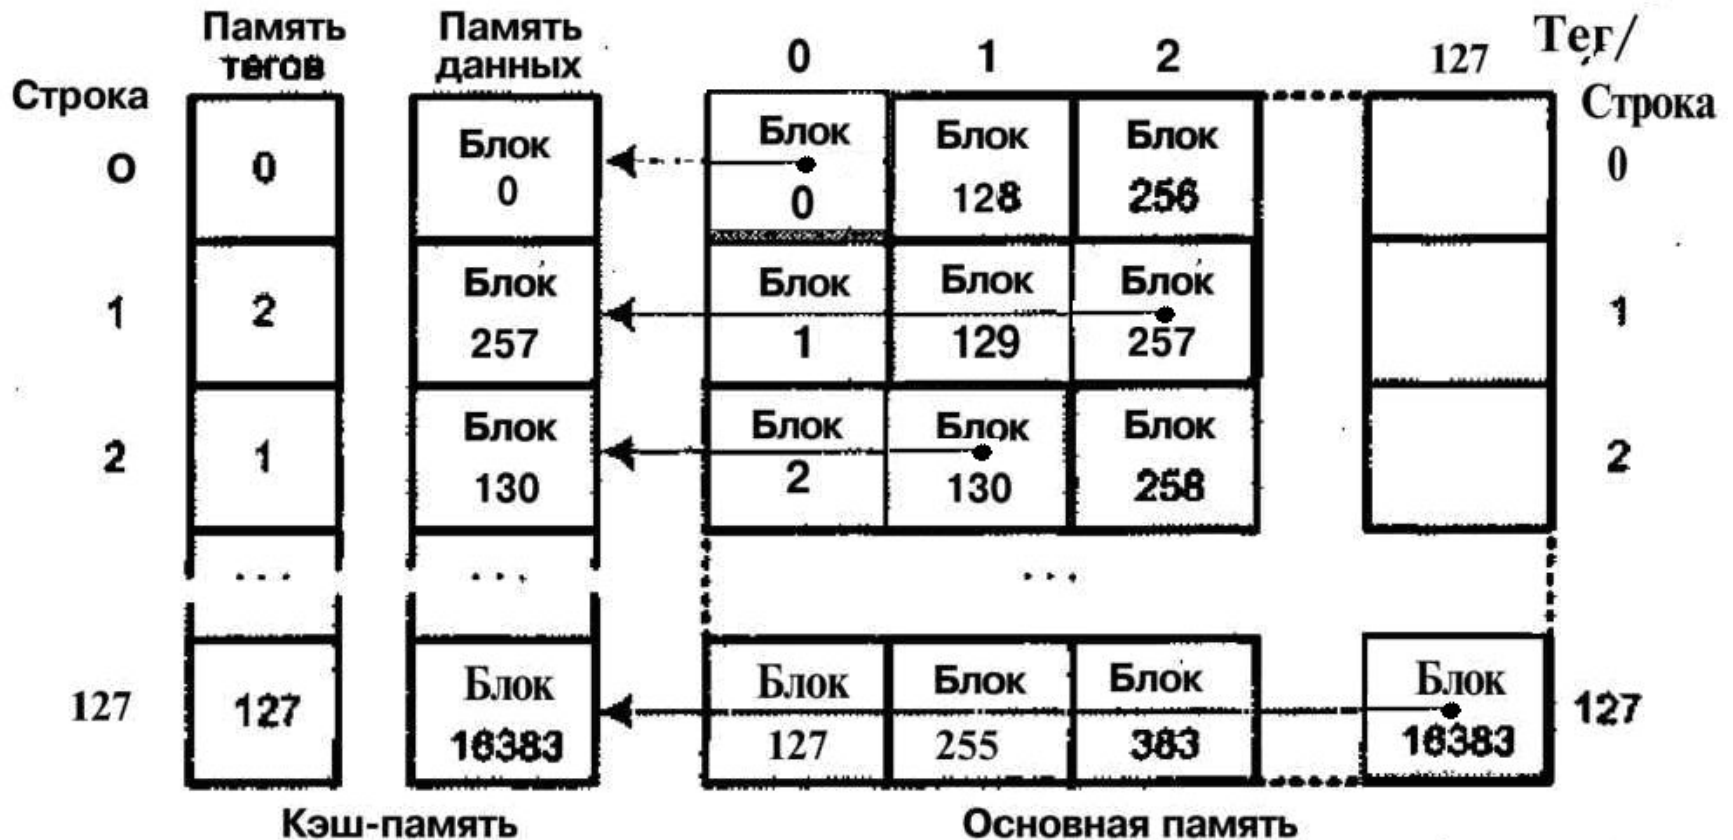 Память тегов
Память данных
0 1 2 127 Тег/
Строка
Строка
0 0 Блок 0 Блок 0 Блок 128 Блок 256 0
1 2 Блок 257 Блок 1 Блок 129 Блок 257 1
2 1 Блок 130 Блок 2 Блок 130 Блок 258 2
... ... ...
127 127 Блок 16383 Блок 127 Блок 255 Блок 383 Блок 16383 127
Кэш-память
Основная память